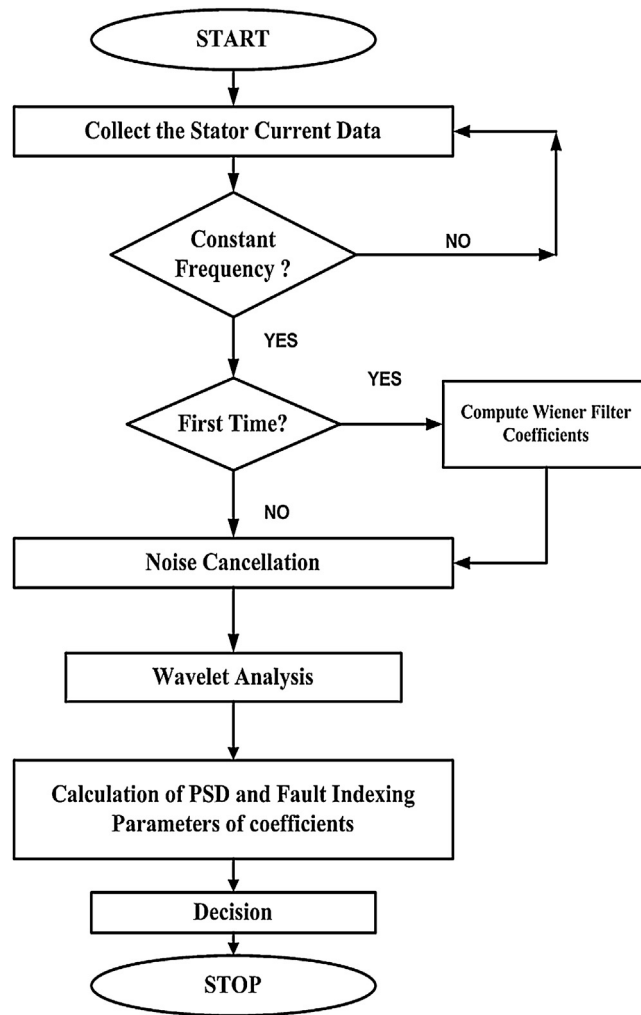 START
Collect the Stator Current Data
Constant
Frequency ?
NO
YES
YES
First Time?
Compute Wiener Filter
Coefficients
NO
Noise Cancellation
Wavelet Analysis
Calculation of PSD and Fault Indexing
Parameters of coefficients
Decision
STOP